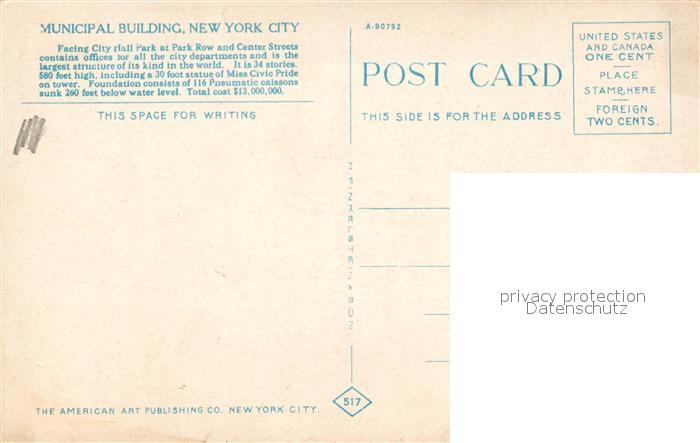 MUNICIPAL BUILDING, NEW YORK CITY
Facing City Hall Park at Park Row and Center Streets
contains offices for all the city departments and is the
largest structure of its kind in the world. It is 34 stories,
580 feet high, including a 30 foot statue of Miss Civic Pride
on tower. Foundation consists of 116 Pneumatic caissons
sunk 260 feet below water level. Total cost $13,000,000.
THIS SPACE FOR WRITING
THE AMERICAN ART PUBLISHING CO. NEW YORK CITY.
517
A-90792
POST CARD
THIS SIDE IS FOR THE ADDRESS
UNITED STATES
AND CANADA
ONE CENT
PLACE
STAMP HERE
FOREIGN
TWO CENTS.
privacy protection
Datenschutz